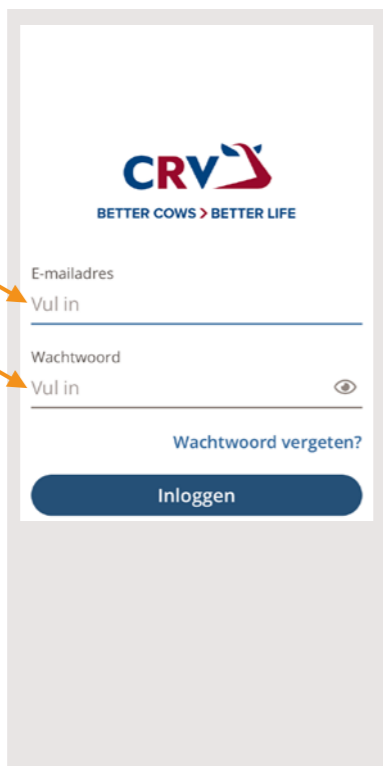 CRV
BETTER COWS > BETTER LIFE
E-mailadres
Vul in
Wachtwoord
Vul in
Wachtwoord vergeten?
Inloggen